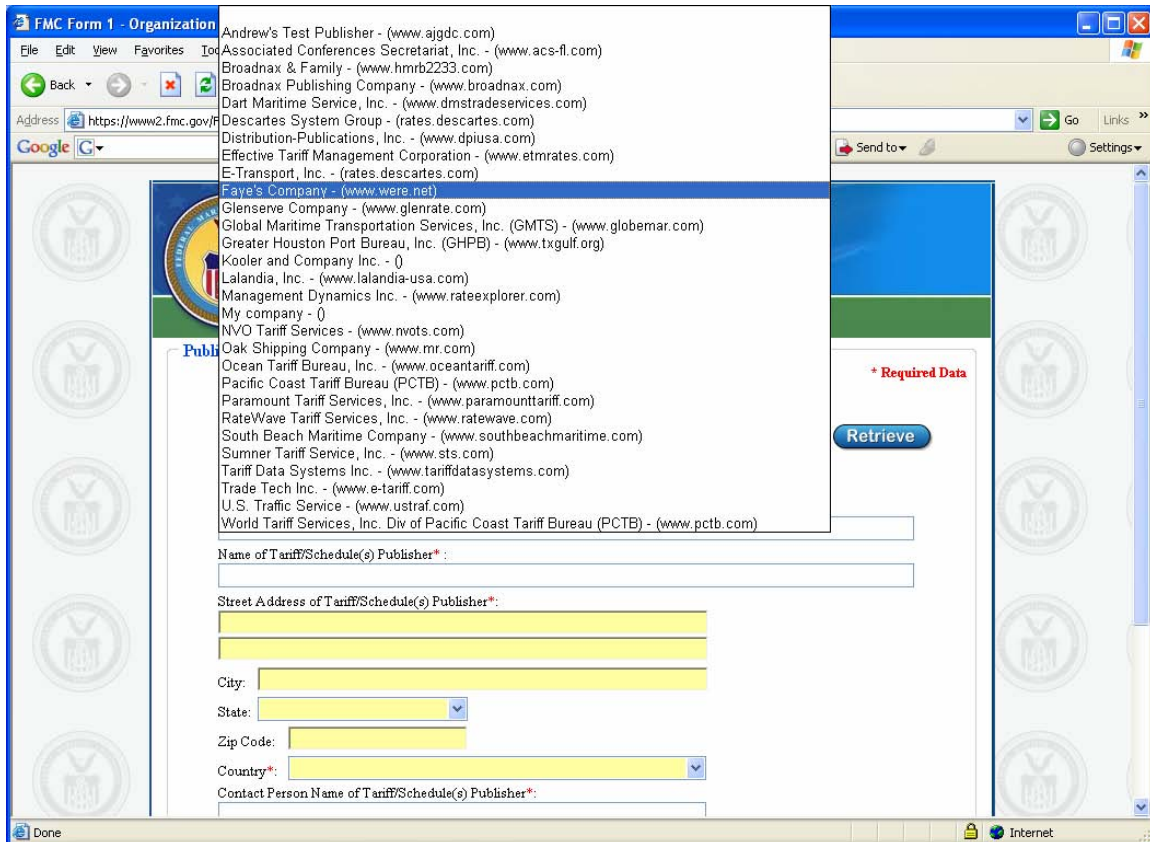 FMC Form 1 - Organization
File Edit View Favorites
Back
Address https://www2.fmc.gov/ Go Links »
Google G Send to Settings
Andrew's Test Publisher - (www.ajgdc.com)
Associated Conferences Secretariat, Inc. - (www.acs-fl.com)
Broadnax & Family - (www.hmrb2233.com)
Broadnax Publishing Company - (www.broadnax.com)
Dart Maritime Service, Inc. - (www.dmstradeservices.com)
Descartes System Group - (rates.descartes.com)
Distribution-Publications, Inc. - (www.dpiusa.com)
Effective Tariff Management Corporation - (www.etmrates.com)
E-Transport, Inc. - (rates.descartes.com)
Faye's Company - (www.were.net)
Glenserve Company - (www.glenrate.com)
Global Maritime Transportation Services, Inc. (GMTS) - (www.globemar.com)
Greater Houston Port Bureau, Inc. (GHPB) - (www.txgulf.org)
Kooler and Company Inc. - ()
Lalandia, Inc. - (www.lalandia-usa.com)
Management Dynamics Inc. - (www.rateexplorer.com)
My company - ()
NVO Tariff Services - (www.nvots.com)
Oak Shipping Company - (www.mr.com)
Ocean Tariff Bureau, Inc. - (www.oceantariff.com)
Pacific Coast Tariff Bureau (PCTB) - (www.pctb.com)
Paramount Tariff Services, Inc. - (www.paramounttariff.com)
RateWave Tariff Services, Inc. - (www.ratewave.com)
South Beach Maritime Company - (www.southbeachmaritime.com)
Sumner Tariff Service, Inc. - (www.sts.com)
Tariff Data Systems Inc. - (www.tariffdatasystems.com)
Trade Tech Inc. - (www.e-tariff.com)
U.S. Traffic Service - (www.ustraf.com)
World Tariff Services, Inc. Div of Pacific Coast Tariff Bureau (PCTB) - (www.pctb.com)
Publi
* Required Data
Retrieve
Name of Tariff/Schedule(s) Publisher* :
Street Address of Tariff/Schedule(s) Publisher*:
City:
State:
Zip Code:
Country*:
Contact Person Name of Tariff/Schedule(s) Publisher*:
Done Internet